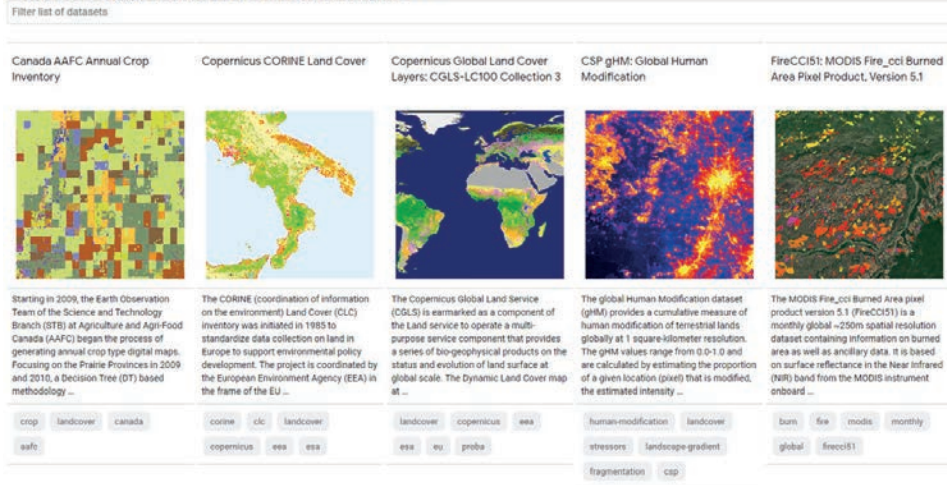 Filter list of datasets
Canada AAFC Annual Crop
Inventory
Starting in 2009, the Earth Observation
Team of the Science and Technology
Branch (STB) at Agriculture and Agri-Food
Canada (AAFC) began the process of
generating annual crop type digital maps.
Focusing on the Prairie Provinces in 2009
and 2010, a Decision Tree (DT) based
methodology ...
crop landcover canada
aafc
Copernicus CORINE Land Cover
The CORINE (coordination of information
on the environment) Land Cover (CLC)
inventory was initiated in 1985 to
standardize data collection on land in
Europe to support environmental policy
development. The project is coordinated by
the European Environment Agency (EEA) in
the frame of the EU ...
corine clc landcover
copernicus eea esa
Copernicus Global Land Cover
Layers: CGLS-LC100 Collection 3
The Copernicus Global Land Service
(CGLS) is earmarked as a component of
the Land service to operate a multi-
purpose service component that provides
a series of bio-geophysical products on the
status and evolution of land surface at
global scale. The Dynamic Land Cover map
at ...
landcover copernicus eea
esa eu proba
CSP gHM: Global Human
Modification
The global Human Modification dataset
(gHM) provides a cumulative measure of
human modification of terrestrial lands
globally at 1 square-kilometer resolution.
The gHM values range from 0.0-1.0 and
are calculated by estimating the proportion
of a given location (pixel) that is modified,
the estimated intensity ...
human-modification landcover
stressors landscape-gradient
fragmentation csp
FireCCI51: MODIS Fire_cci Burned
Area Pixel Product, Version 5.1
The MODIS Fire_cci Burned Area pixel
product version 5.1 (FireCCI51) is a
monthly global ~250m spatial resolution
dataset containing information on burned
area as well as ancillary data. It is based
on surface reflectance in the Near Infrared
(NIR) band from the MODIS instrument
onboard ...
burn fire modis monthly
global firecci51